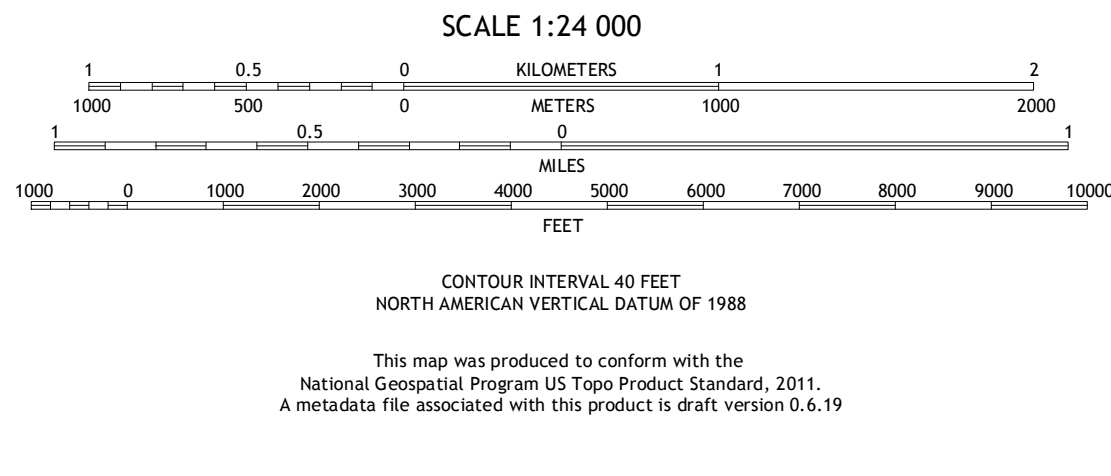 SCALE 1:24 000
1 0.5 0 KILOMETERS 1 2
1000 500 0 METERS 1000 2000
1 0.5 0 1
MILES
1000 0 1000 2000 3000 4000 5000 6000 7000 8000 9000 10000
FEET
CONTOUR INTERVAL 40 FEET
NORTH AMERICAN VERTICAL DATUM OF 1988
This map was produced to conform with the
National Geospatial Program US Topo Product Standard, 2011.
A metadata file associated with this product is draft version 0.6.19